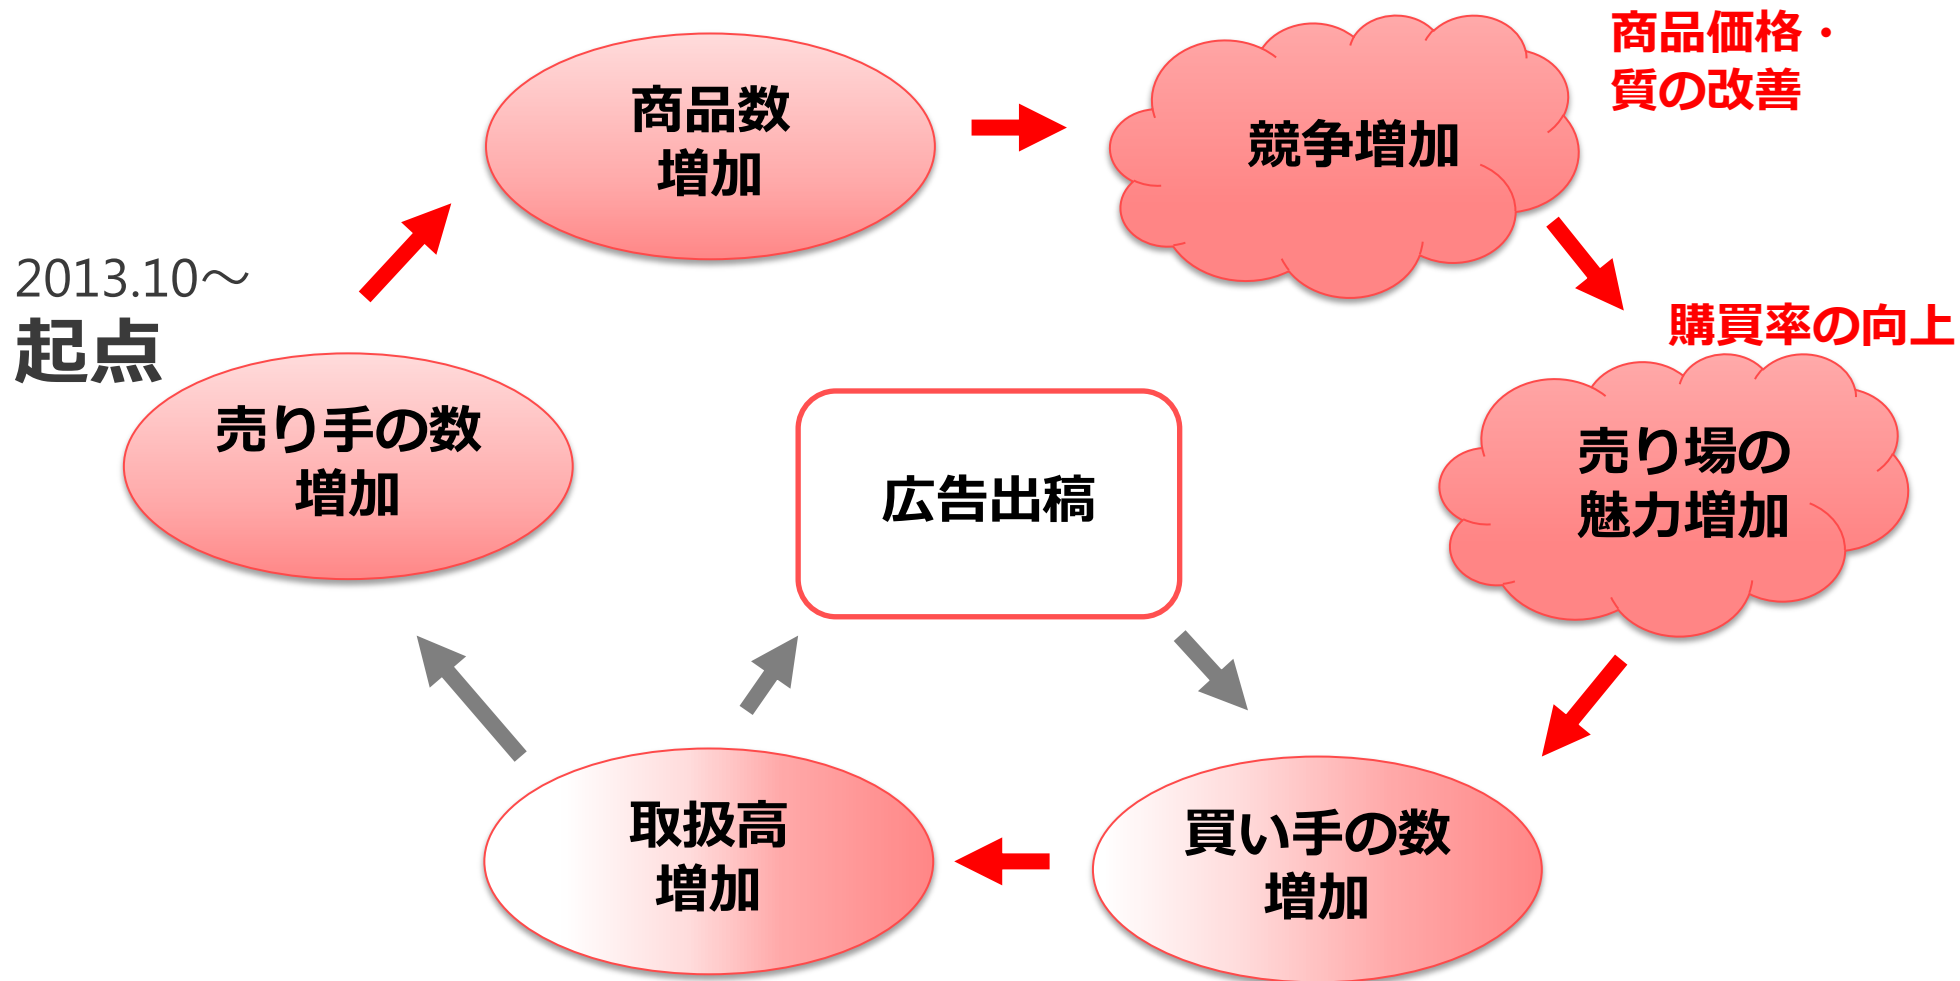 商品価格・
質の改善
商品数
増加
競争増加
2013.10～
起点
購買率の向上
売り手の数
増加
広告出稿
売り場の
魅力増加
取扱高
増加
買い手の数
増加